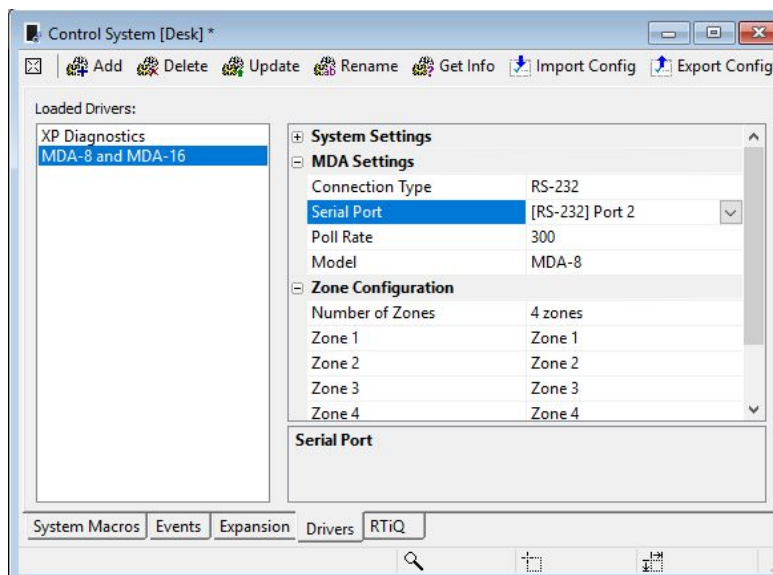 Control System [Desk] *
Add Delete Update Rename Get Info Import Config Export Config
Loaded Drivers:
XP Diagnostics
MDA-8 and MDA-16
System Settings
MDA Settings
Connection Type RS-232
Serial Port [RS-232] Port 2
Poll Rate 300
Model MDA-8
Zone Configuration
Number of Zones 4 zones
Zone 1 Zone 1
Zone 2 Zone 2
Zone 3 Zone 3
Zone 4 Zone 4
Serial Port
System Macros Events Expansion Drivers RTiQ